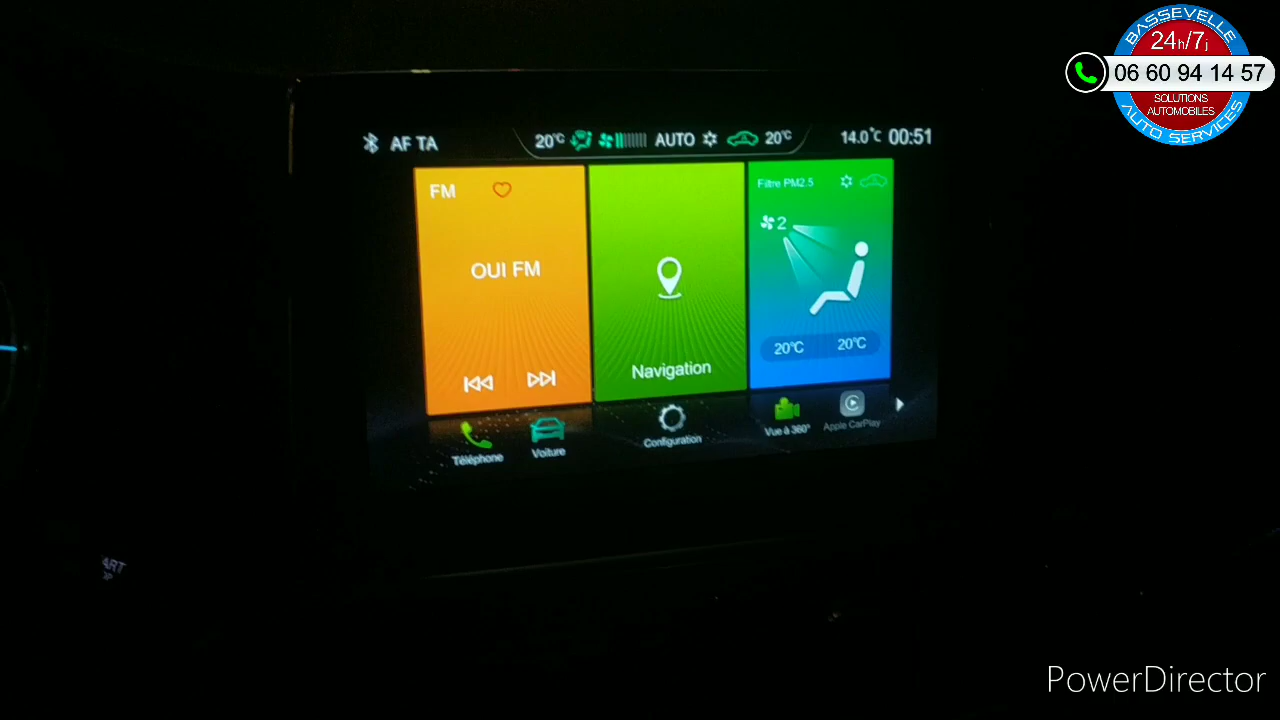 BASSEVELLE
24h/7j
06 60 94 14 57
SOLUTIONS
AUTOMOBILES
AUTO SERVICES
AF TA
20°C
AUTO
20°C
14.0°C 00:51
FM
OUI FM
Navigation
Filtre PM2.5
2
20°C 20°C
Téléphone
Voiture
Configuration
Vue à 360°
Apple CarPlay
PowerDirector